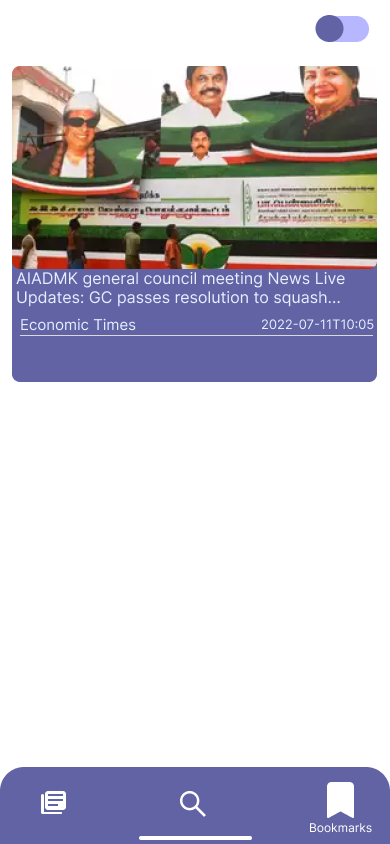 AIADMK general council meeting News Live
Updates: GC passes resolution to squash...
Economic Times
2022-07-11T10:05
Bookmarks